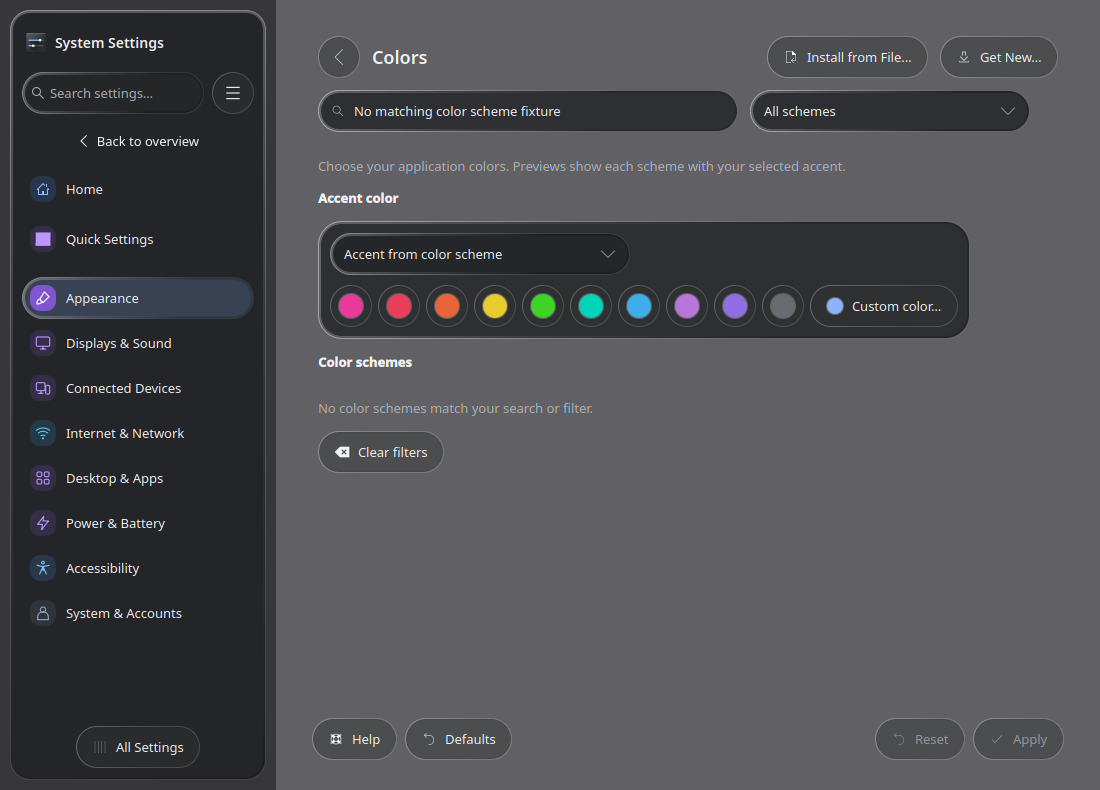 System Settings
Search settings...
Back to overview
Home
Quick Settings
Appearance
Displays & Sound
Connected Devices
Internet & Network
Desktop & Apps
Power & Battery
Accessibility
System & Accounts
All Settings
Colors
Install from File...
Get New...
No matching color scheme fixture
All schemes
Choose your application colors. Previews show each scheme with your selected accent.
Accent color
Accent from color scheme
Custom color...
Color schemes
No color schemes match your search or filter.
Clear filters
Help
Defaults
Reset
Apply